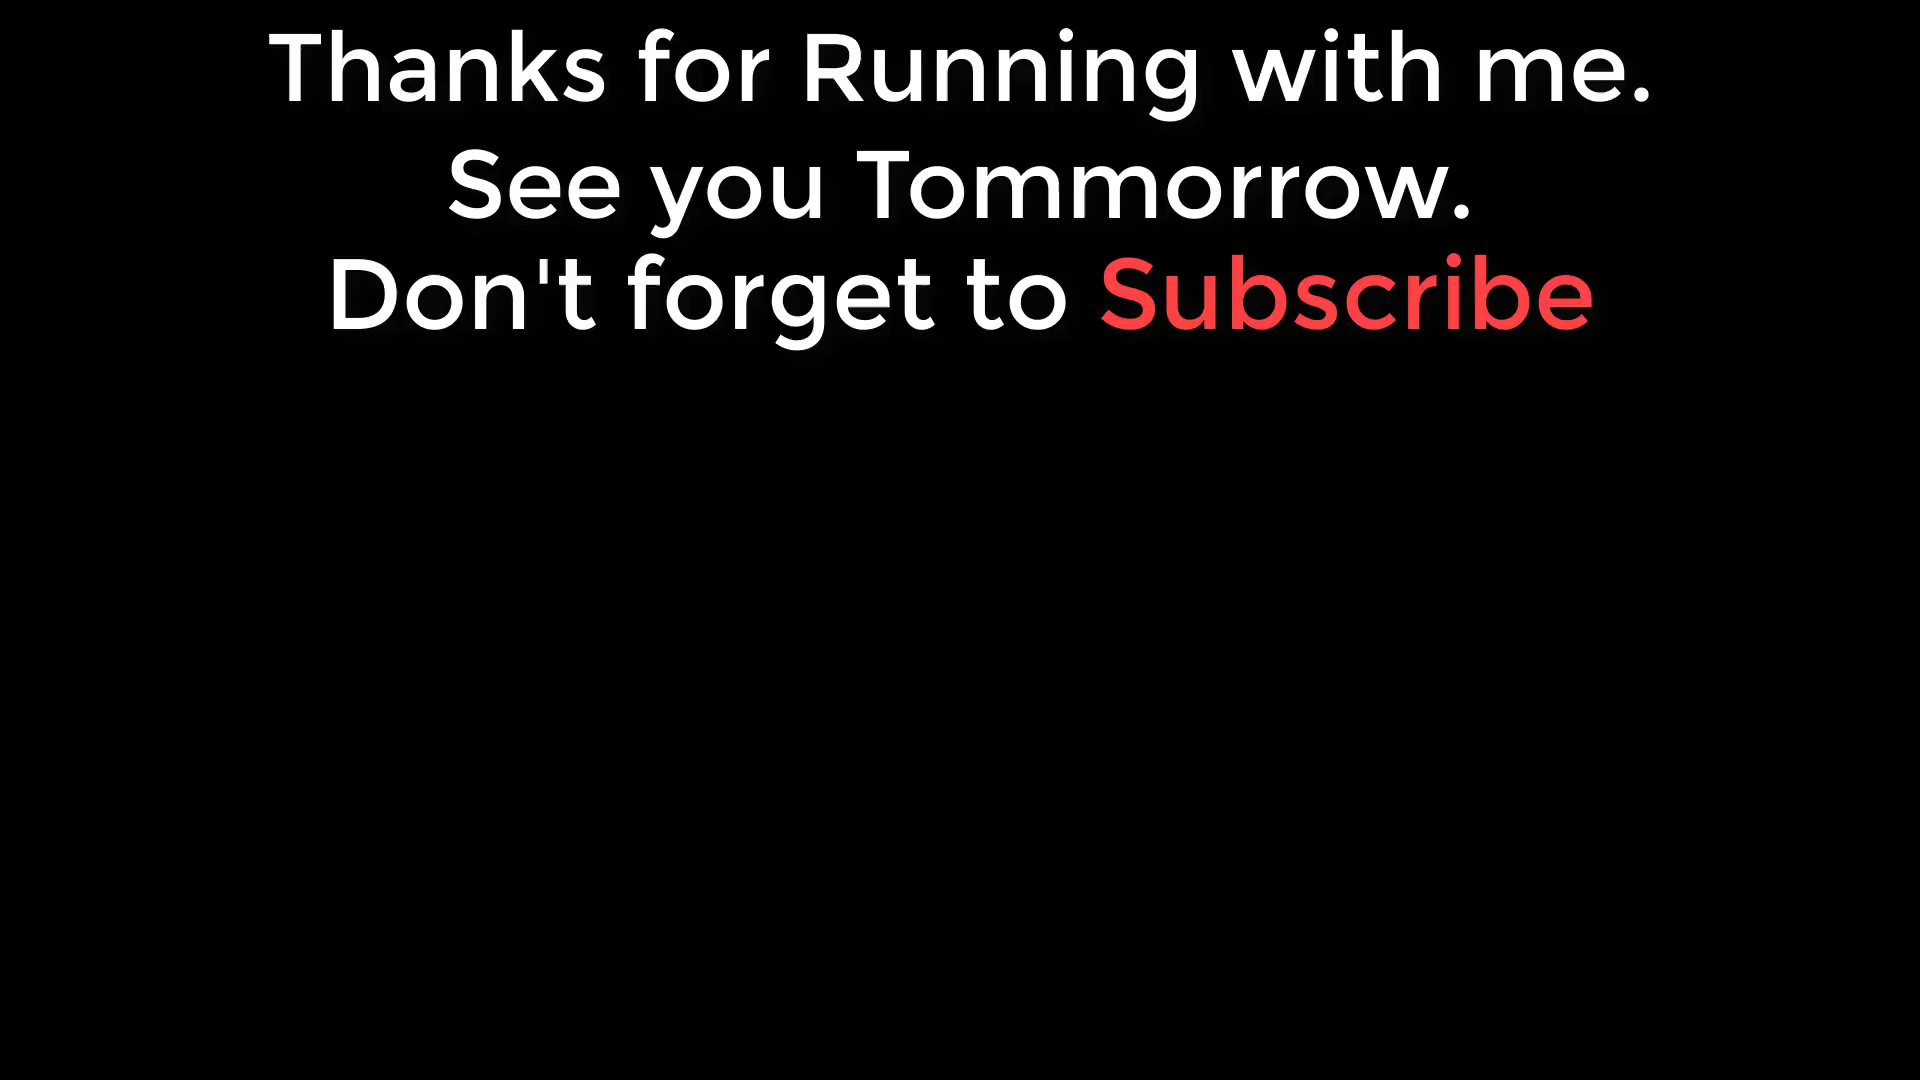 Thanks for Running with me.
See you Tommorrow.
Don't forget to Subscribe